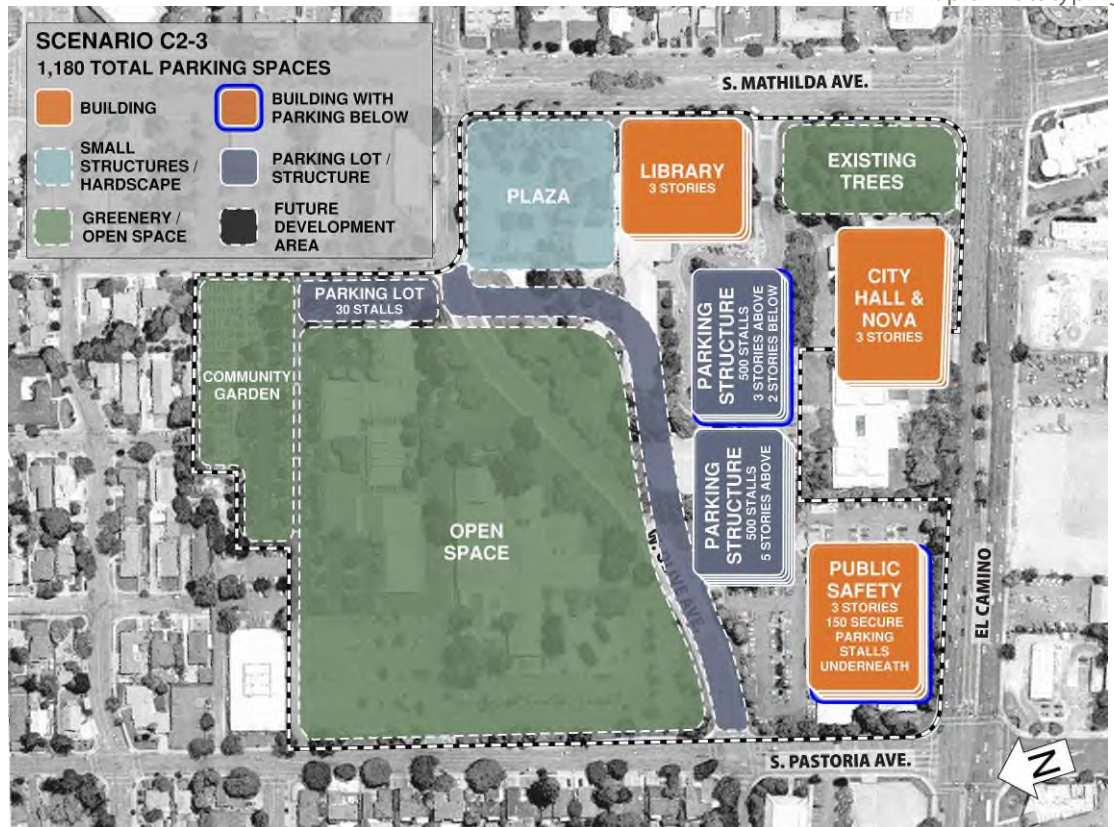 SCENARIO C2-3
1,180 TOTAL PARKING SPACES
BUILDING
BUILDING WITH
PARKING BELOW
SMALL
STRUCTURES /
HARDSCAPE
PARKING LOT /
STRUCTURE
GREENERY /
OPEN SPACE
FUTURE
DEVELOPMENT
AREA
S. MATHILDA AVE.
PLAZA
LIBRARY
3 STORIES
EXISTING
TREES
CITY
HALL &
NOVA
3 STORIES
PARKING LOT
30 STALLS
COMMUNITY
GARDEN
PARKING
STRUCTURE
500 STALLS
3 STORIES ABOVE
2 STORIES BELOW
PARKING
STRUCTURE
500 STALLS
5 STORIES ABOVE
OPEN
SPACE
PUBLIC
SAFETY
3 STORIES
150 SECURE
PARKING
STALLS
UNDERNEATH
EL CAMINO
S. PASTORIA AVE.
N